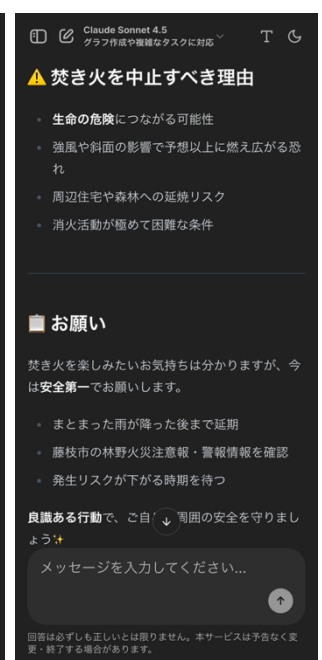 Claude Sonnet 4.5
グラフ作成や複雑なタスクに対応
T
⚠️ 焚き火を中止すべき理由
生命の危険につながる可能性
強風や斜面の影響で予想以上に燃え広がる恐
れ
周辺住宅や森林への延焼リスク
消火活動が極めて困難な条件
📋 お願い
焚き火を楽しみたいお気持ちは分かりますが、今
は安全第一でお願いします。
まとまった雨が降った後まで延期
藤枝市の林野火災注意報・警報情報を確認
発生リスクが下がる時期を待つ
良識ある行動で、ご自 周囲の安全を守りまし
ょう✨
メッセージを入力してください...
回答は必ずしも正しいとは限りません。本サービスは予告なく変
更・終了する場合があります。